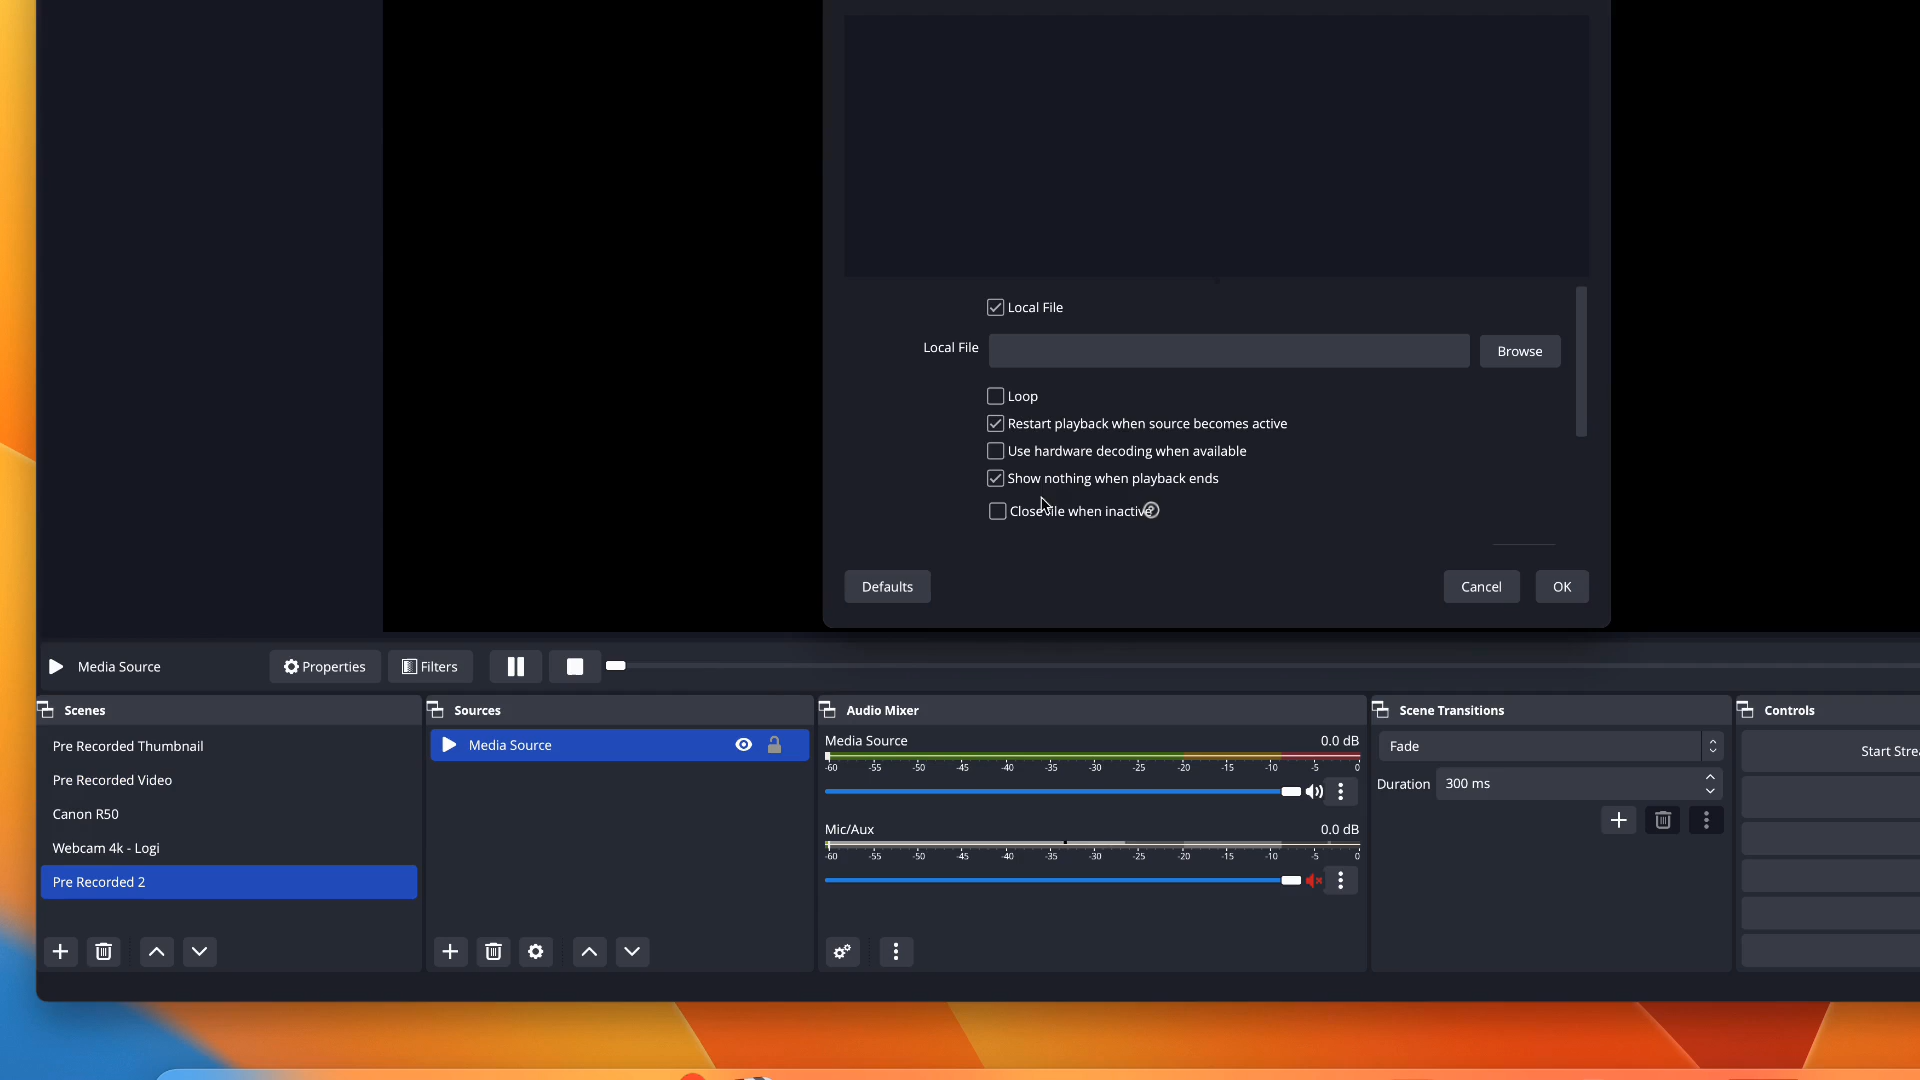 Local File
Local File
Browse
Loop
Restart playback when source becomes active
Use hardware decoding when available
Show nothing when playback ends
Close file when inactive
Defaults
Cancel
OK
Media Source
Properties
Filters
Scenes
Sources
Audio Mixer
Scene Transitions
Controls
Pre Recorded Thumbnail
Pre Recorded Video
Canon R50
Webcam 4k - Logi
Pre Recorded 2
Media Source
Media Source 0.0 dB
-60 -55 -50 -45 -40 -35 -30 -25 -20 -15 -10 -5 0
Mic/Aux 0.0 dB
-60 -55 -50 -45 -40 -35 -30 -25 -20 -15 -10 -5 0
Fade
Duration 300 ms
Start Strea